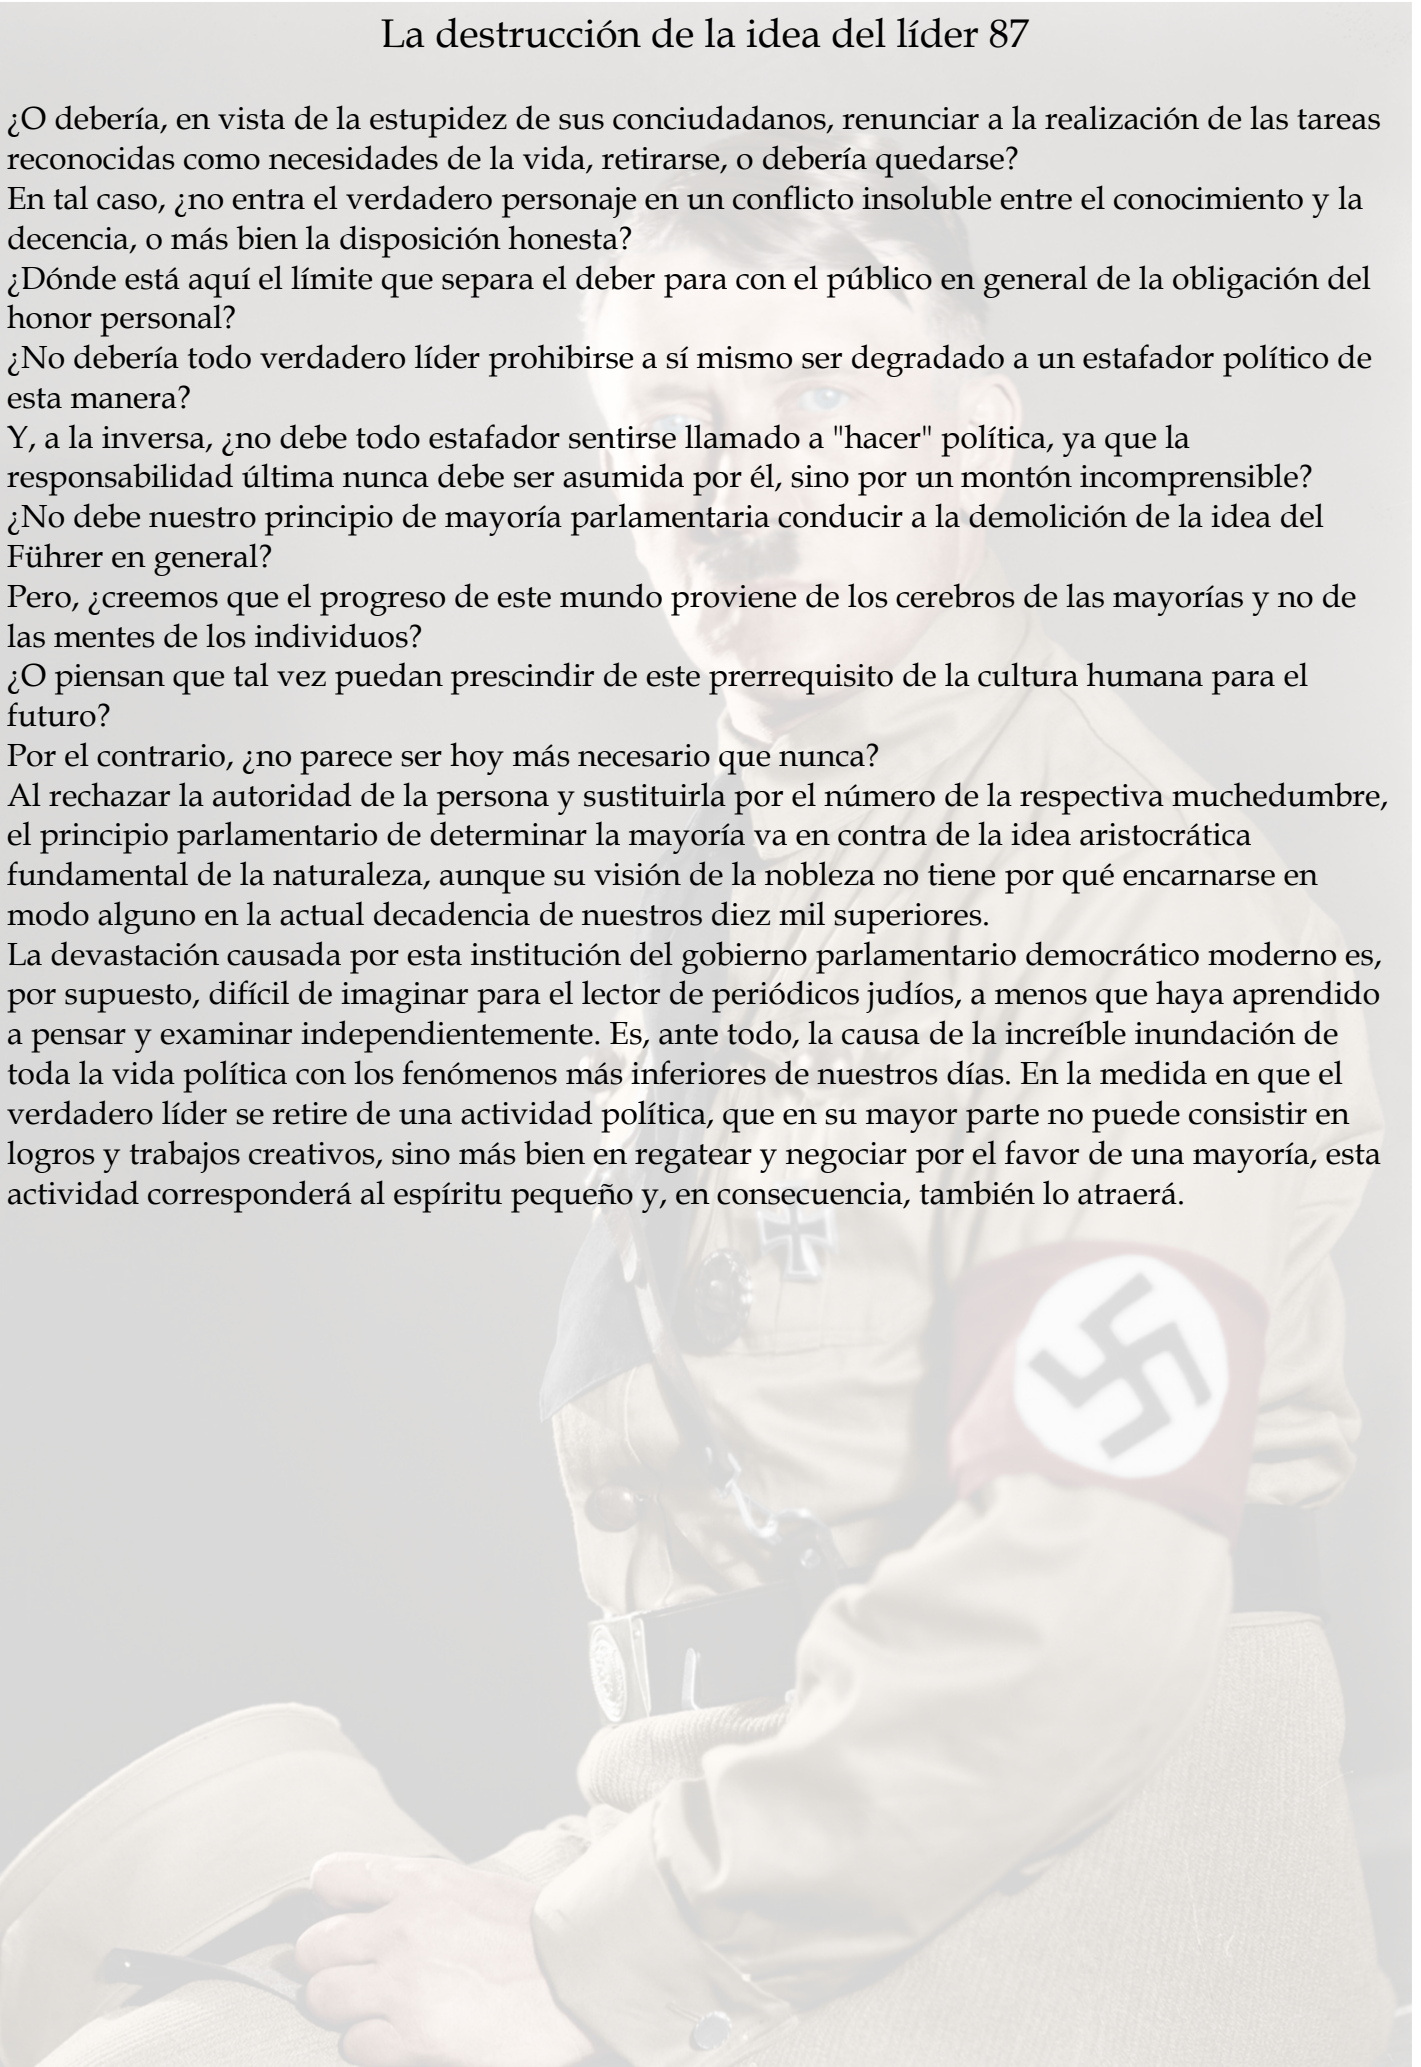 La destrucción de la idea del líder 87
¿O debería, en vista de la estupidez de sus conciudadanos, renunciar a la realización de las tareas
reconocidas como necesidades de la vida, retirarse, o debería quedarse?
En tal caso, ¿no entra el verdadero personaje en un conflicto insoluble entre el conocimiento y la
decencia, o más bien la disposición honesta?
¿Dónde está aquí el límite que separa el deber para con el público en general de la obligación del
honor personal?
¿No debería todo verdadero líder prohibirse a sí mismo ser degradado a un estafador político de
esta manera?
Y, a la inversa, ¿no debe todo estafador sentirse llamado a "hacer" política, ya que la
responsabilidad última nunca debe ser asumida por él, sino por un montón incomprensible?
¿No debe nuestro principio de mayoría parlamentaria conducir a la demolición de la idea del
Führer en general?
Pero, ¿creemos que el progreso de este mundo proviene de los cerebros de las mayorías y no de
las mentes de los individuos?
¿O piensan que tal vez puedan prescindir de este prerrequisito de la cultura humana para el
futuro?
Por el contrario, ¿no parece ser hoy más necesario que nunca?
Al rechazar la autoridad de la persona y sustituirla por el número de la respectiva muchedumbre,
el principio parlamentario de determinar la mayoría va en contra de la idea aristocrática
fundamental de la naturaleza, aunque su visión de la nobleza no tiene por qué encarnarse en
modo alguno en la actual decadencia de nuestros diez mil superiores.
La devastación causada por esta institución del gobierno parlamentario democrático moderno es,
por supuesto, difícil de imaginar para el lector de periódicos judíos, a menos que haya aprendido
a pensar y examinar independientemente. Es, ante todo, la causa de la increíble inundación de
toda la vida política con los fenómenos más inferiores de nuestros días. En la medida en que el
verdadero líder se retire de una actividad política, que en su mayor parte no puede consistir en
logros y trabajos creativos, sino más bien en regatear y negociar por el favor de una mayoría, esta
actividad corresponderá al espíritu pequeño y, en consecuencia, también lo atraerá.